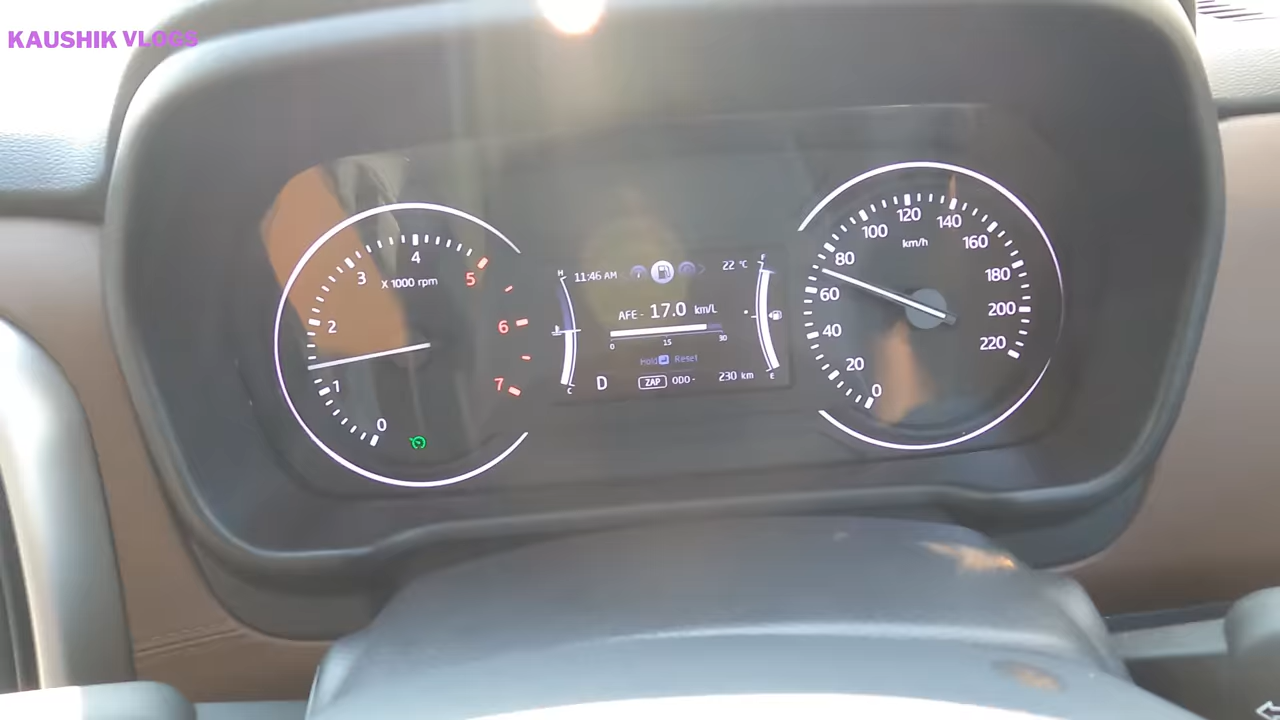 KAUSHIK VLOGS
0
1
2
3
4
5
6
7
X 1000 rpm
H
C
11:46 AM
22 °C
AFE - 17.0 km/L
0 15 30
Hold Reset
D
ZAP ODO - 230 km
F
E
0
20
40
60
80
100
120
140
160
180
200
220
km/h